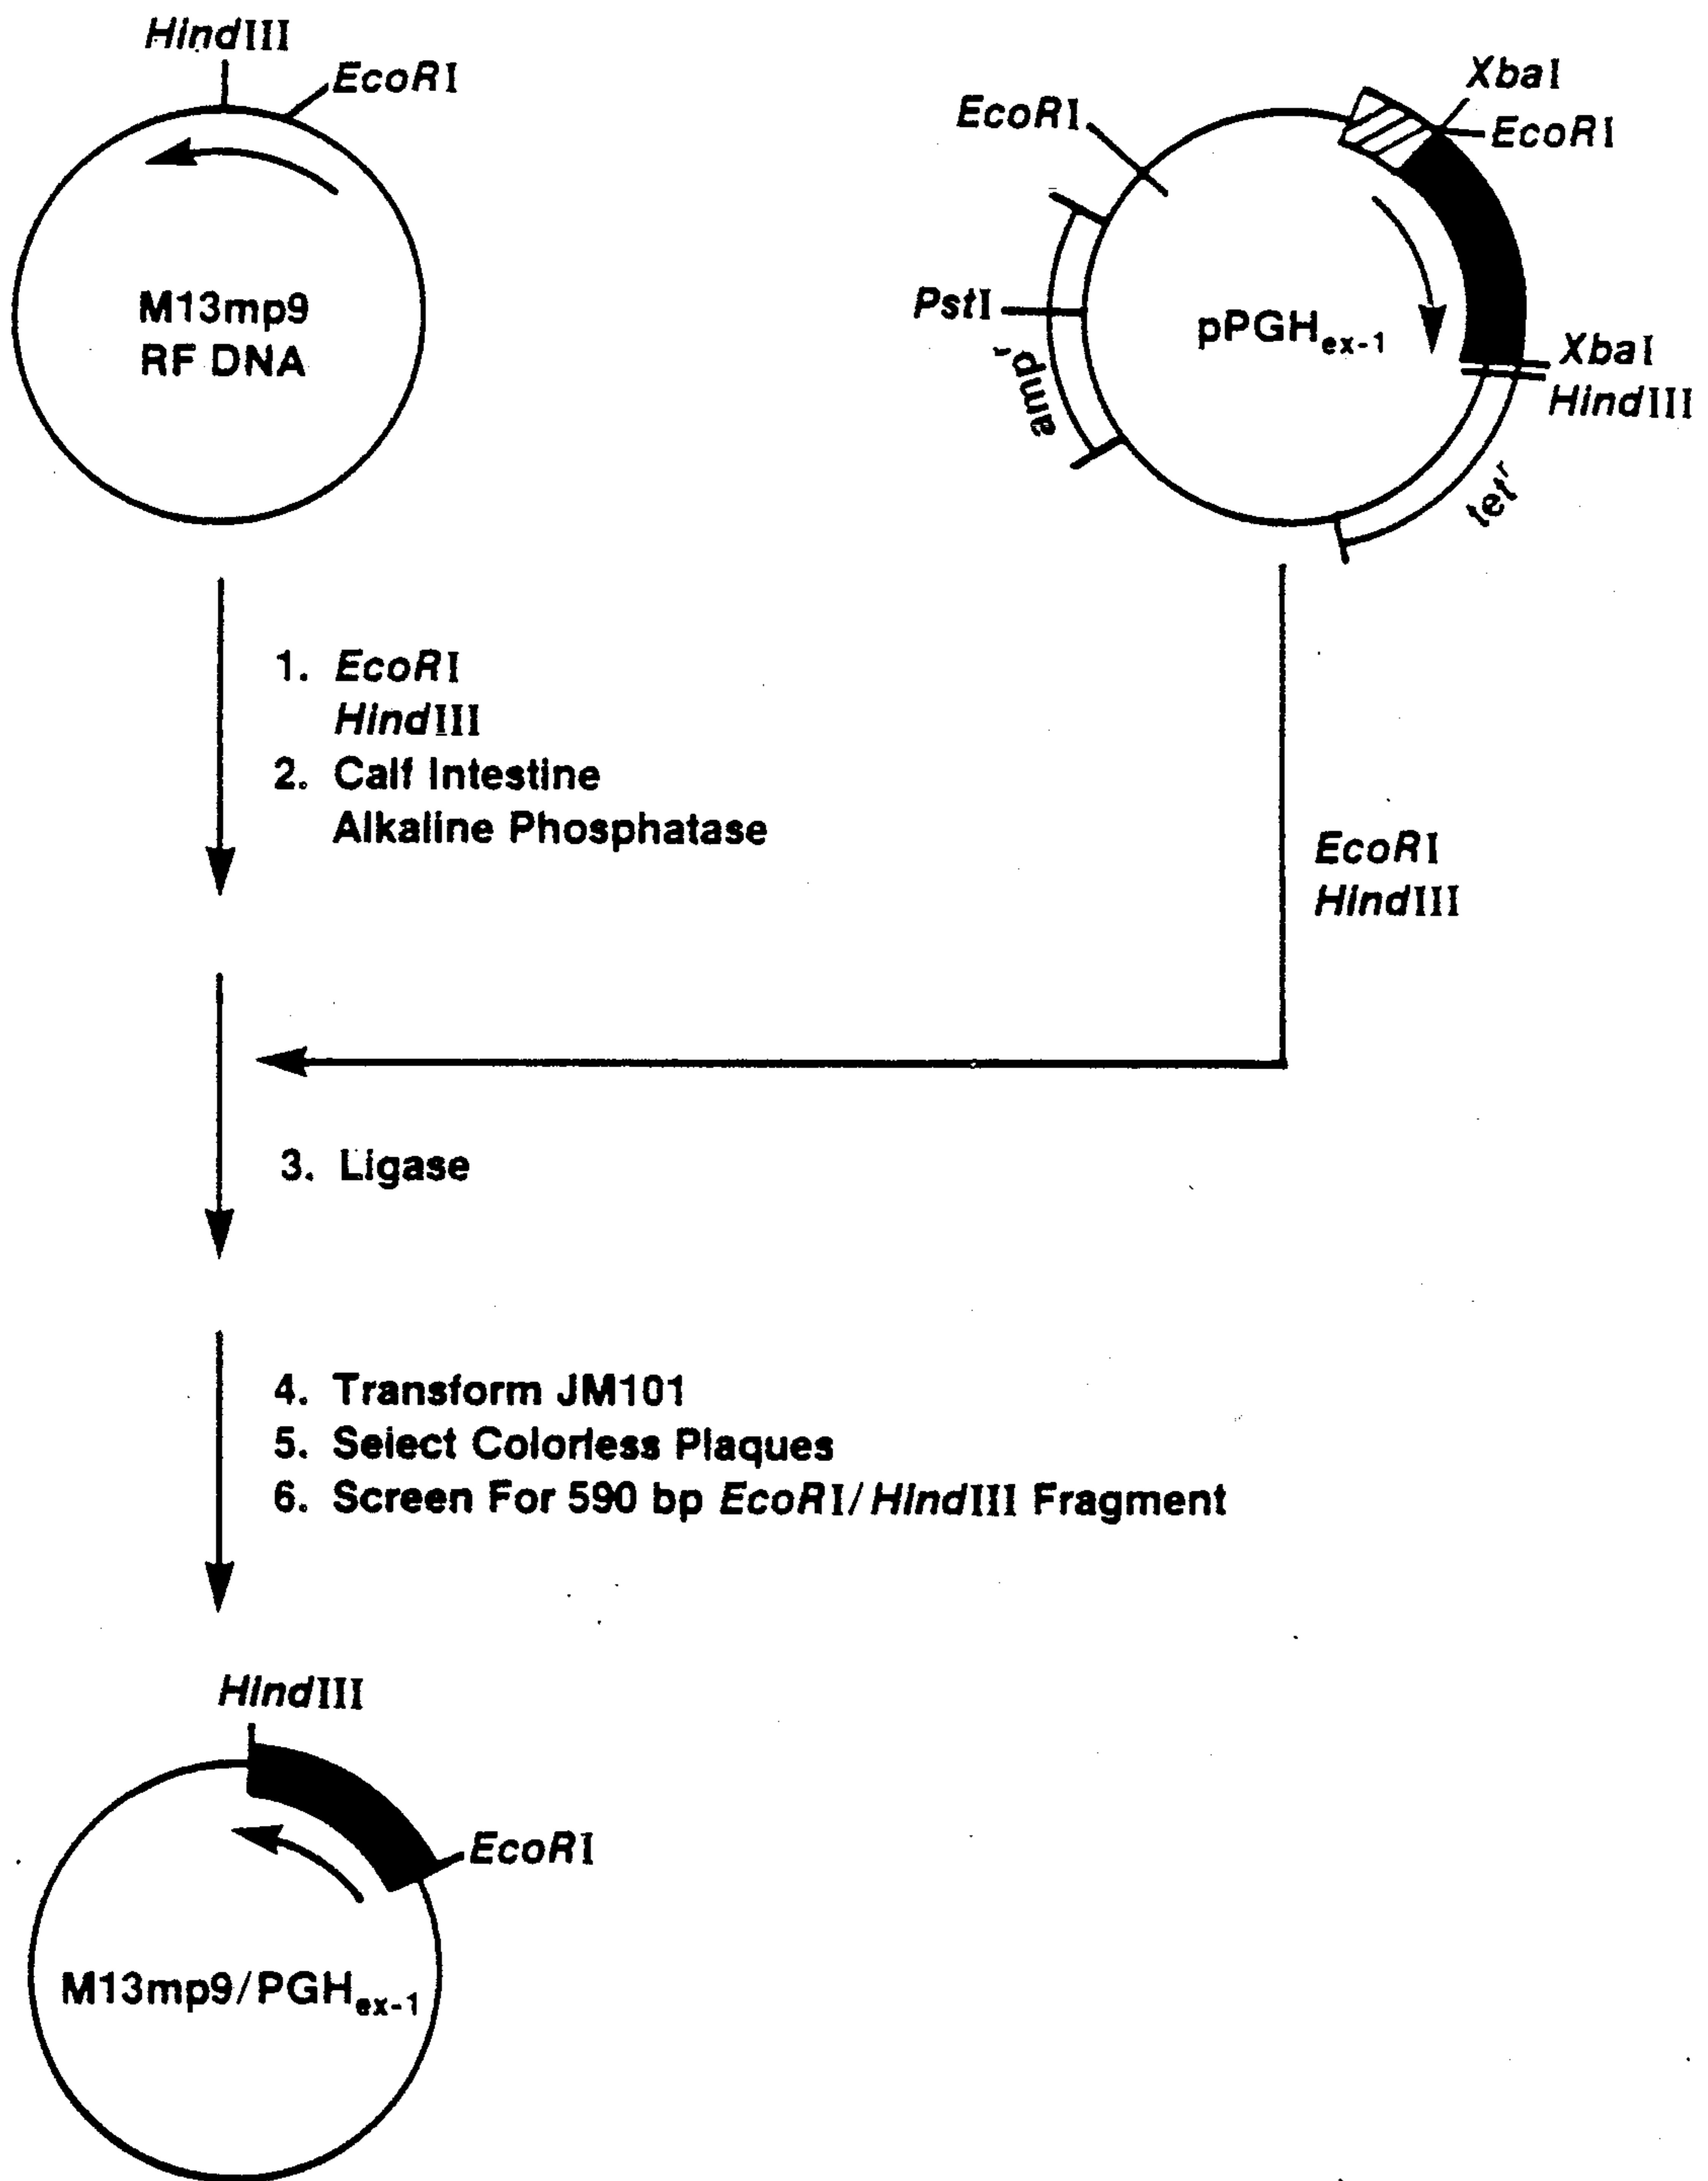 HindIII
EcoRI
M13mp9
RF DNA
XbaI
EcoRI
EcoRI
PstI
pPGHex-1
XbaI
HindIII
ampr
tetr
1. EcoRI
HindIII
2. Calf Intestine
Alkaline Phosphatase
EcoRI
HindIII
3. Ligase
4. Transform JM101
5. Select Colorless Plaques
6. Screen For 590 bp EcoRI/HindIII Fragment
HindIII
EcoRI
M13mp9/PGHex-1